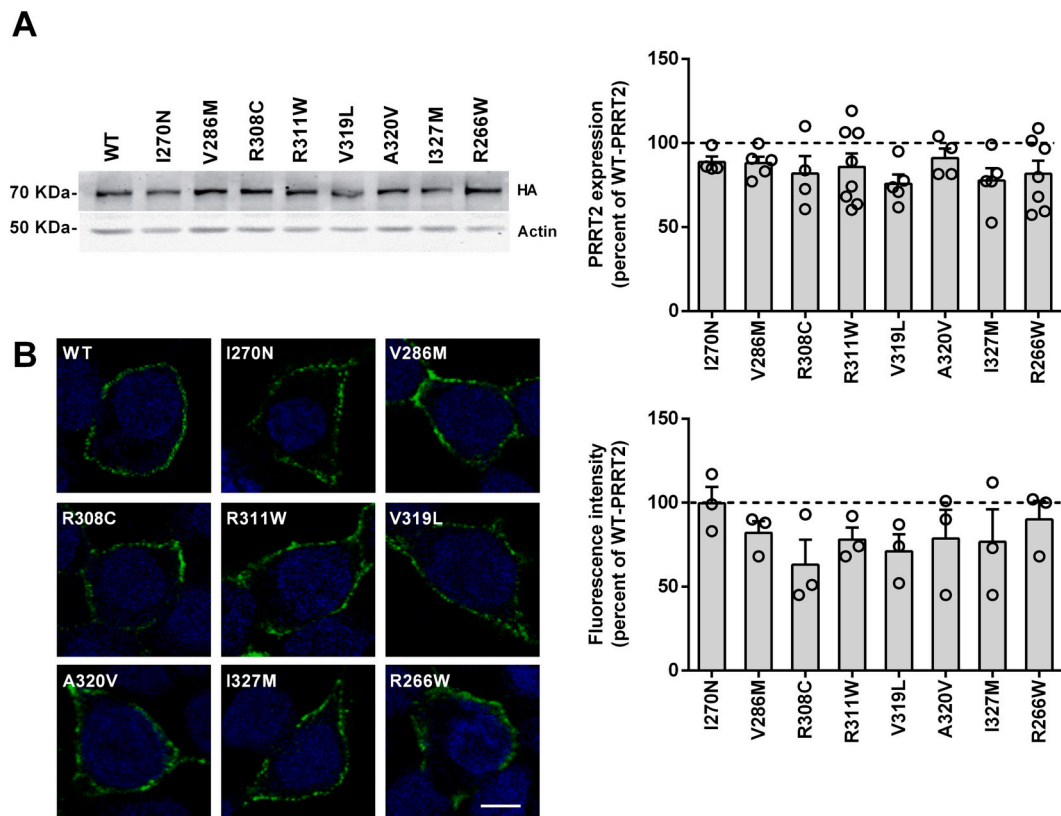 A
WT I270N V286M R308C R311W V319L A320V I327M R266W
70 KDa- HA
50 KDa- Actin
PRRT2 expression
(percent of WT-PRRT2)
150
100
50
0
I270N V286M R308C R311W V319L A320V I327M R266W
B
WT I270N V286M
R308C R311W V319L
A320V I327M R266W
Fluorescence intensity
(percent of WT-PRRT2)
150
100
50
0
I270N V286M R308C R311W V319L A320V I327M R266W